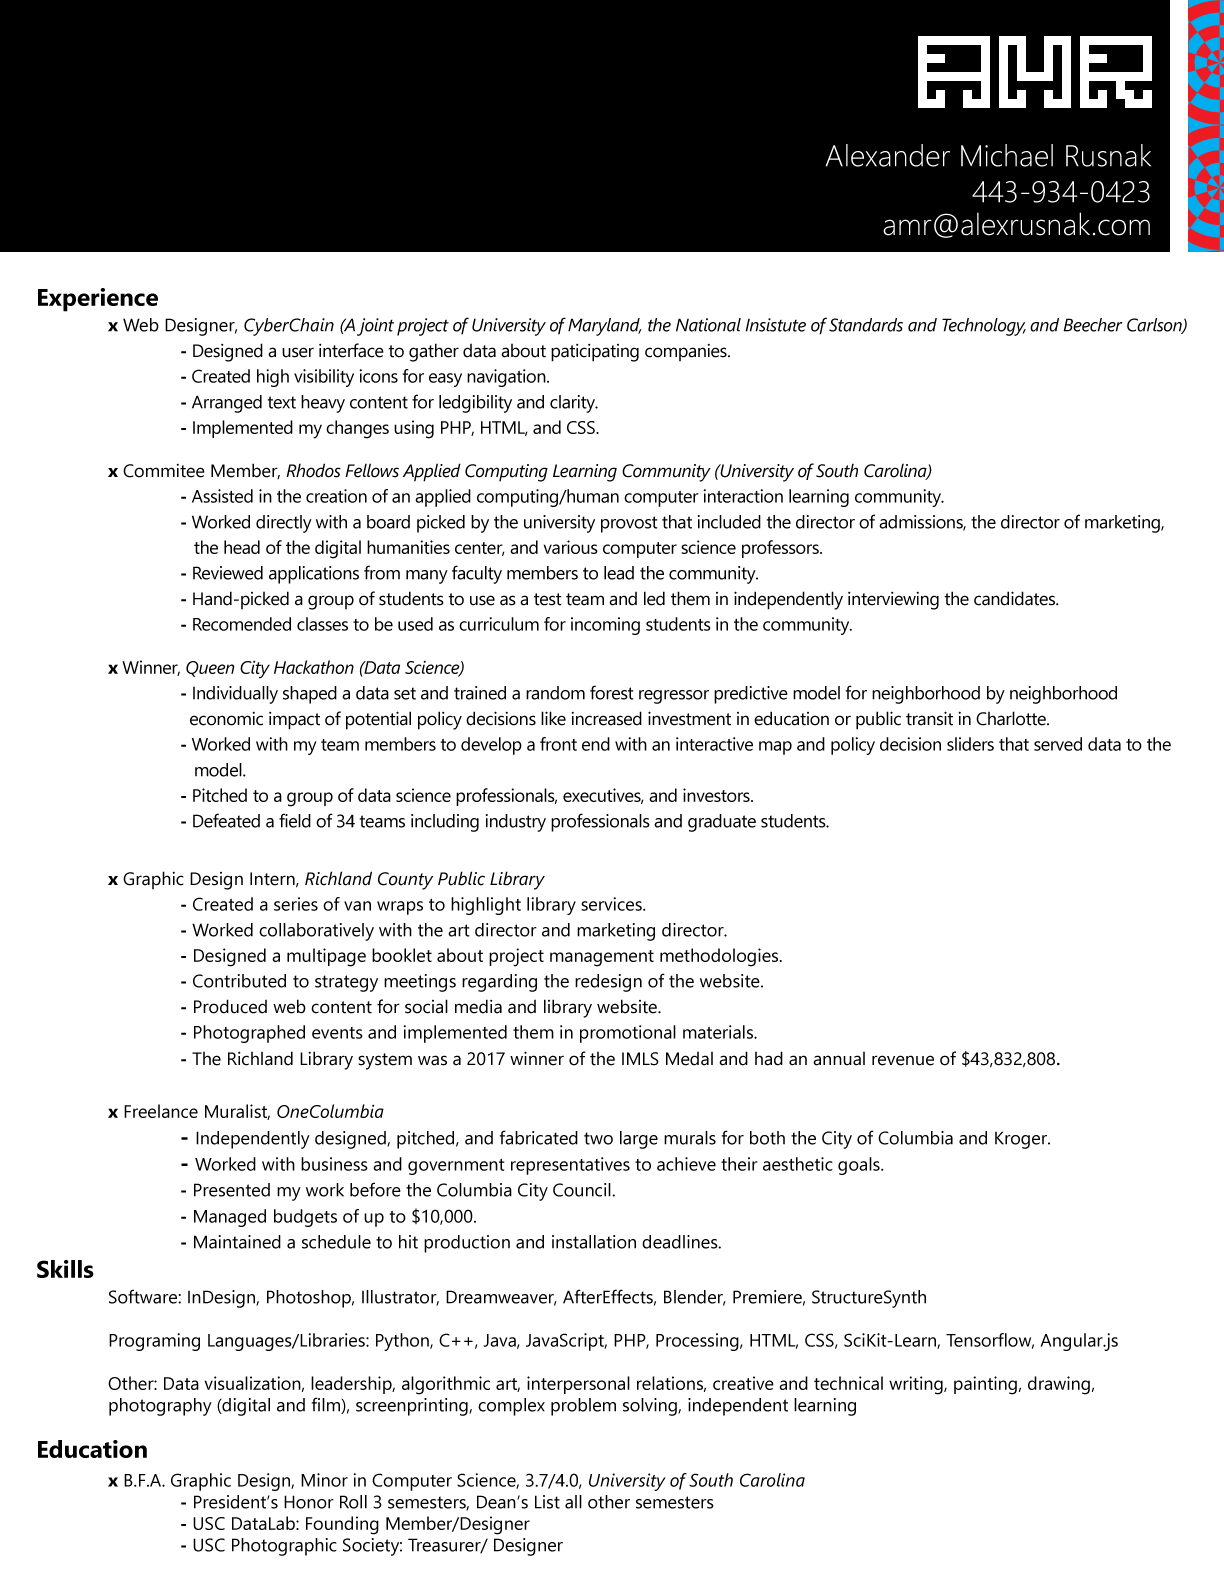 AHR
Alexander Michael Rusnak
443-934-0423
amr@alexrusnak.com
Experience
x Web Designer, CyberChain (A joint project of University of Maryland, the National Insistute of Standards and Technology, and Beecher Carlson)
- Designed a user interface to gather data about paticipating companies.
- Created high visibility icons for easy navigation.
- Arranged text heavy content for ledgibility and clarity.
- Implemented my changes using PHP, HTML, and CSS.
x Commitee Member, Rhodos Fellows Applied Computing Learning Community (University of South Carolina)
- Assisted in the creation of an applied computing/human computer interaction learning community.
- Worked directly with a board picked by the university provost that included the director of admissions, the director of marketing,
the head of the digital humanities center, and various computer science professors.
- Reviewed applications from many faculty members to lead the community.
- Hand-picked a group of students to use as a test team and led them in independently interviewing the candidates.
- Recomended classes to be used as curriculum for incoming students in the community.
x Winner, Queen City Hackathon (Data Science)
- Individually shaped a data set and trained a random forest regressor predictive model for neighborhood by neighborhood
economic impact of potential policy decisions like increased investment in education or public transit in Charlotte.
- Worked with my team members to develop a front end with an interactive map and policy decision sliders that served data to the
model.
- Pitched to a group of data science professionals, executives, and investors.
- Defeated a field of 34 teams including industry professionals and graduate students.
x Graphic Design Intern, Richland County Public Library
- Created a series of van wraps to highlight library services.
- Worked collaboratively with the art director and marketing director.
- Designed a multipage booklet about project management methodologies.
- Contributed to strategy meetings regarding the redesign of the website.
- Produced web content for social media and library website.
- Photographed events and implemented them in promotional materials.
- The Richland Library system was a 2017 winner of the IMLS Medal and had an annual revenue of $43,832,808.
x Freelance Muralist, OneColumbia
- Independently designed, pitched, and fabricated two large murals for both the City of Columbia and Kroger.
- Worked with business and government representatives to achieve their aesthetic goals.
- Presented my work before the Columbia City Council.
- Managed budgets of up to $10,000.
- Maintained a schedule to hit production and installation deadlines.
Skills
Software: InDesign, Photoshop, Illustrator, Dreamweaver, AfterEffects, Blender, Premiere, StructureSynth
Programing Languages/Libraries: Python, C++, Java, JavaScript, PHP, Processing, HTML, CSS, SciKit-Learn, Tensorflow, Angular.js
Other: Data visualization, leadership, algorithmic art, interpersonal relations, creative and technical writing, painting, drawing,
photography (digital and film), screenprinting, complex problem solving, independent learning
Education
x B.F.A. Graphic Design, Minor in Computer Science, 3.7/4.0, University of South Carolina
- President's Honor Roll 3 semesters, Dean's List all other semesters
- USC DataLab: Founding Member/Designer
- USC Photographic Society: Treasurer/ Designer